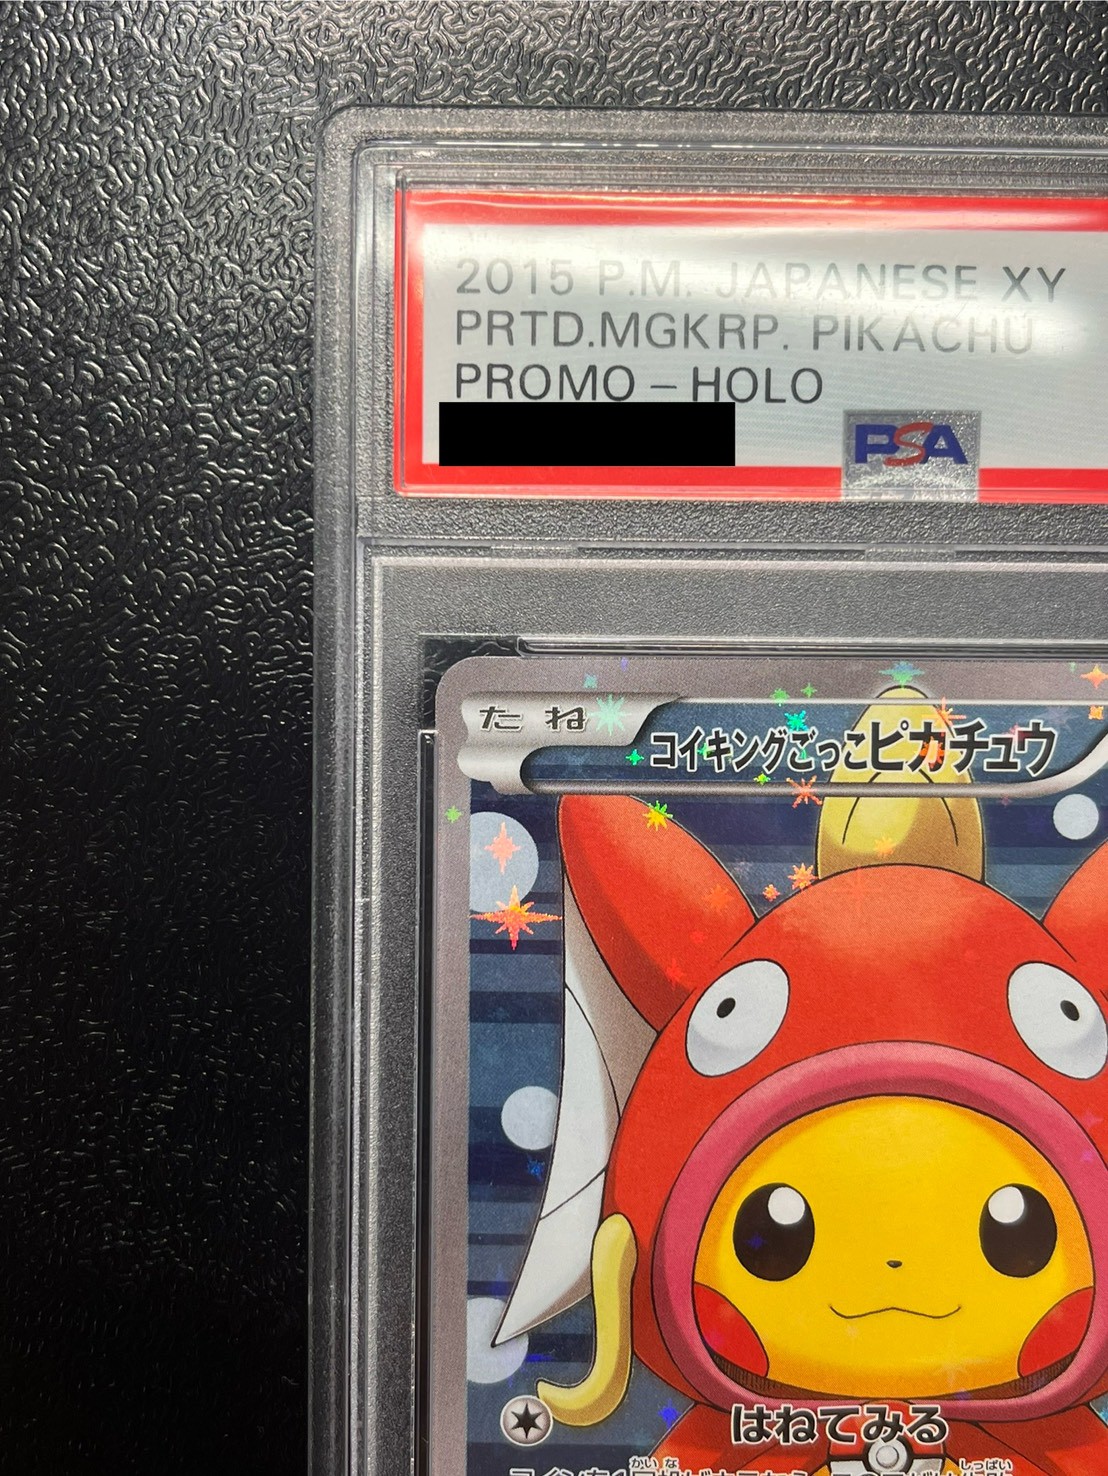 2015 P.M. JAPANESE XY
PRTD.MGKRP. PIKACHU
PROMO – HOLO
PSA
たね
コイキングごっこピカチュウ
はねてみる